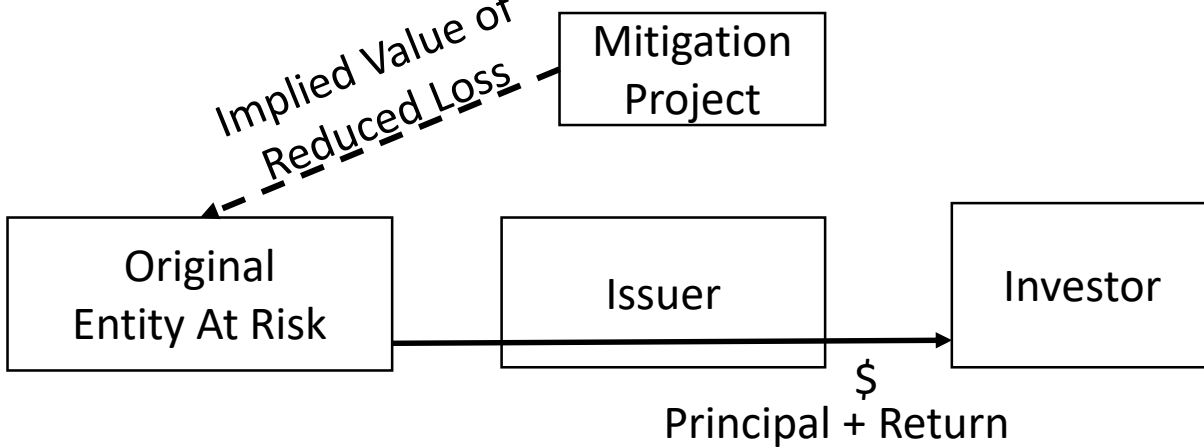 Implied Value of
Reduced Loss
Mitigation
Project
Original
Entity At Risk
Issuer
Investor
$
Principal + Return